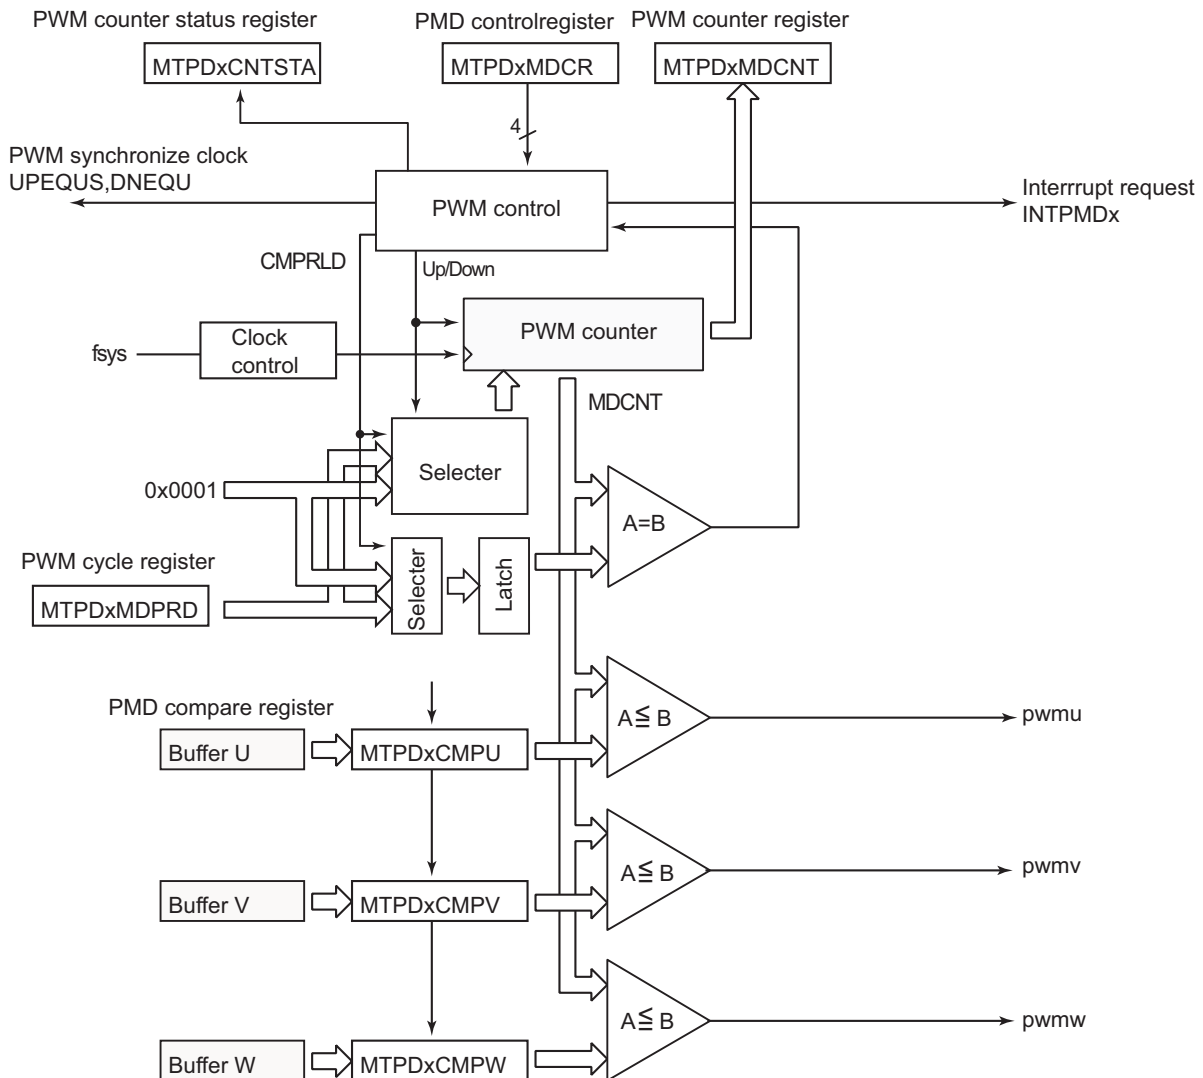 PWM counter status register
PMD controlregister
PWM counter register
MTPDxCNTSTA
MTPDxMDCR
MTPDxMDCNT
4
PWM synchronize clock
UPEQUS,DNEQU
PWM control
Interrrupt request
INTPMDx
CMPRLD
Up/Down
fsys
Clock
control
PWM counter
MDCNT
Selecter
0x0001
A=B
PWM cycle register
MTPDxMDPRD
Selecter
Latch
PMD compare register
Buffer U
MTPDxCMPU
A≦ B
pwmu
Buffer V
MTPDxCMPV
A≦ B
pwmv
Buffer W
MTPDxCMPW
A≦ B
pwmw